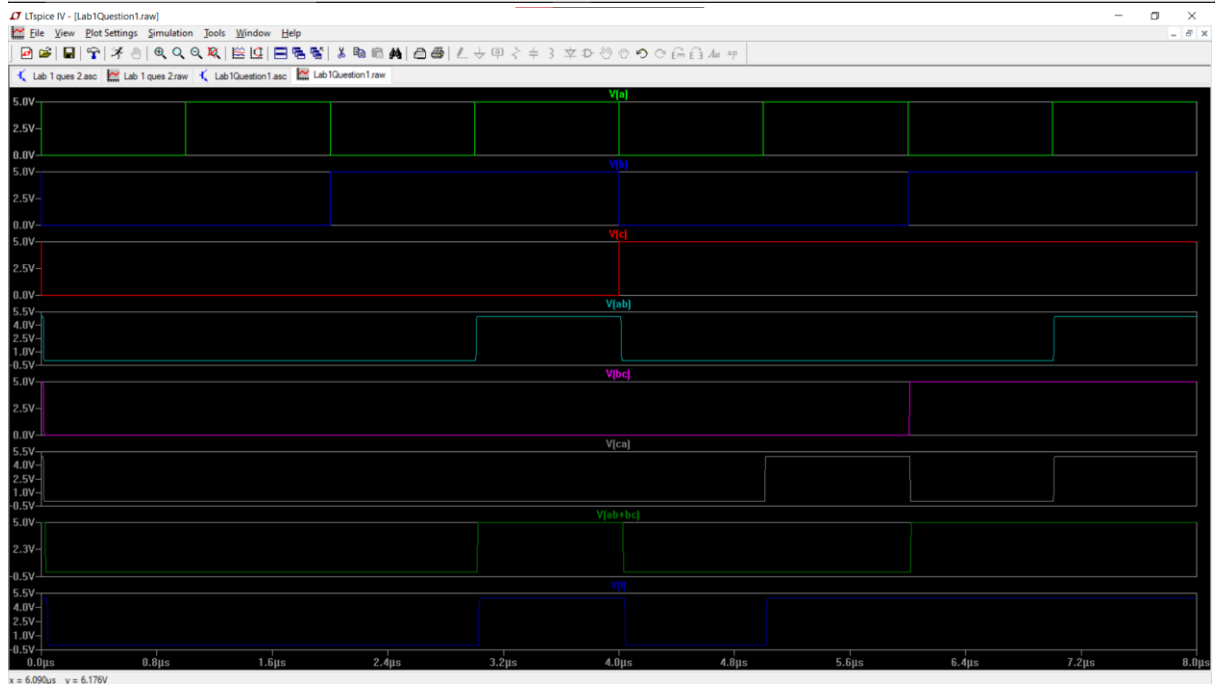 LTspice IV - [Lab1Question1.raw]
File View Plot Settings Simulation Tools Window Help
Lab 1 ques 2.asc Lab 1 ques 2.raw Lab1Question1.asc Lab1Question1.raw
V[a]
5.0V
2.5V
0.0V
V[b]
5.0V
2.5V
0.0V
V[c]
5.0V
2.5V
0.0V
V[ab]
5.5V
4.0V
2.5V
1.0V
-0.5V
V[bc]
5.0V
2.5V
0.0V
V[ca]
5.5V
4.0V
2.5V
1.0V
-0.5V
V[ab+bc]
5.0V
2.3V
-0.5V
5.5V
4.0V
2.5V
1.0V
-0.5V
0.0µs 0.8µs 1.6µs 2.4µs 3.2µs 4.0µs 4.8µs 5.6µs 6.4µs 7.2µs 8.0µs
x = 6.090µs y = 6.176V